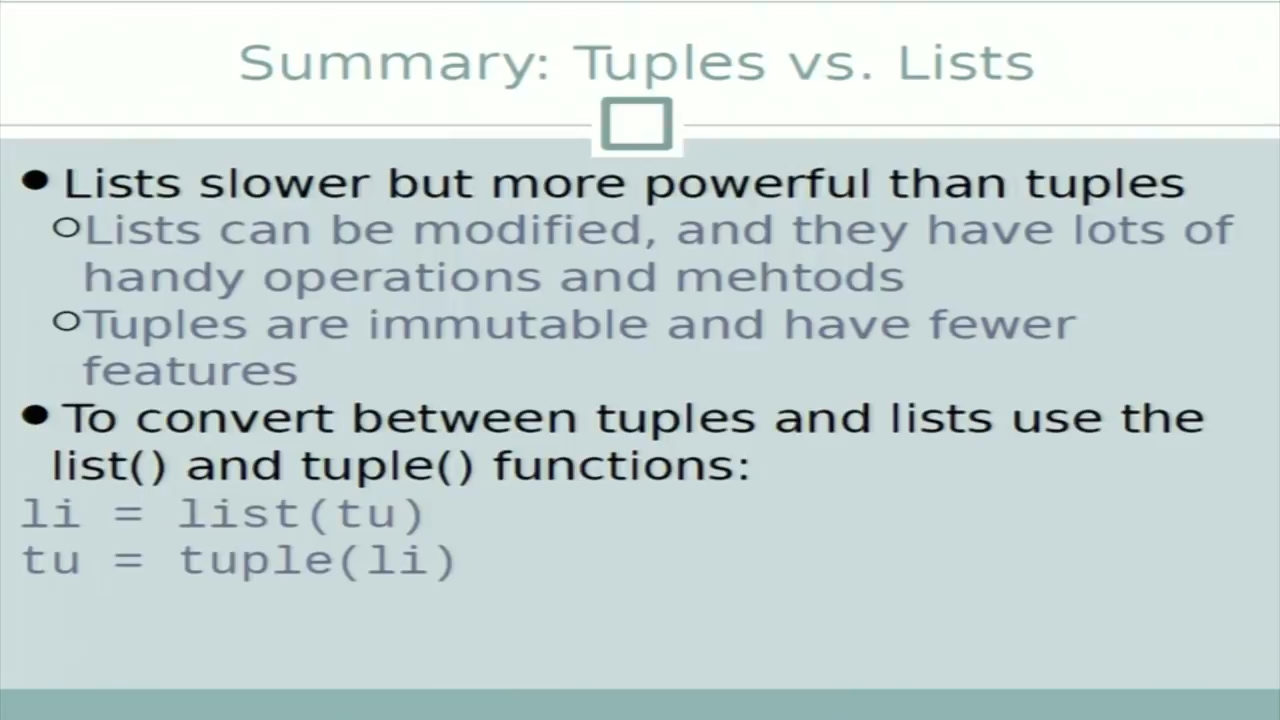 Summary: Tuples vs. Lists
Lists slower but more powerful than tuples
Lists can be modified, and they have lots of
handy operations and mehtods
Tuples are immutable and have fewer
features
To convert between tuples and lists use the
list() and tuple() functions:
li = list(tu)
tu = tuple(li)